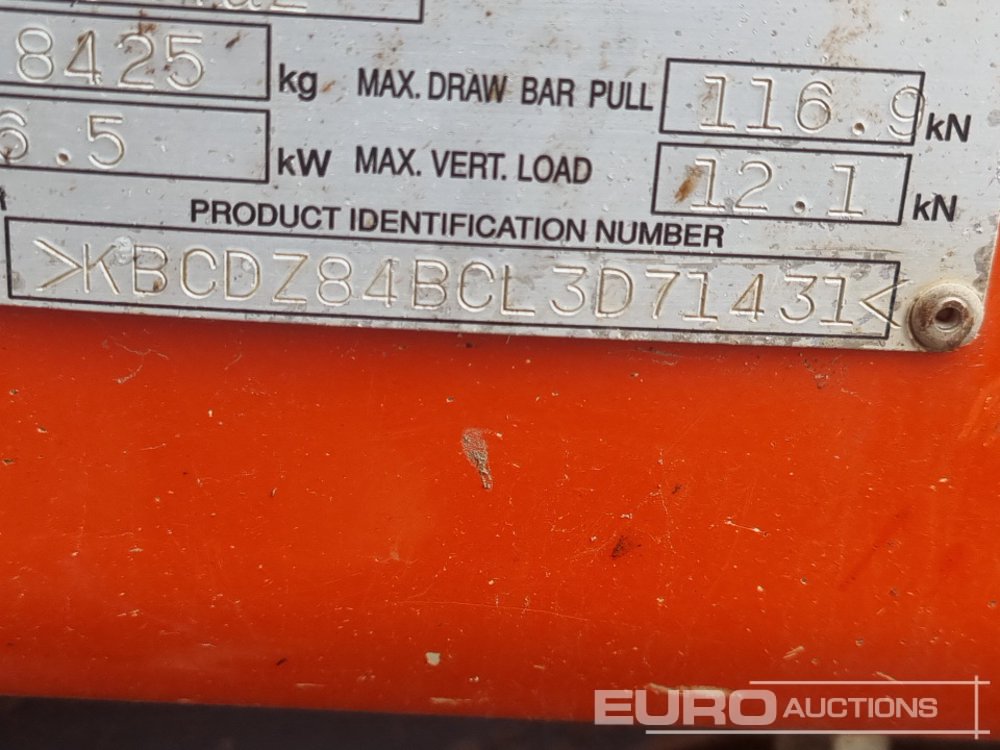 8425 kg MAX. DRAW BAR PULL 116.9 kN
6.5 kW MAX. VERT. LOAD 12.1 kN
PRODUCT IDENTIFICATION NUMBER
>KBCDZ84BCL3D71431<
EURO AUCTIONS